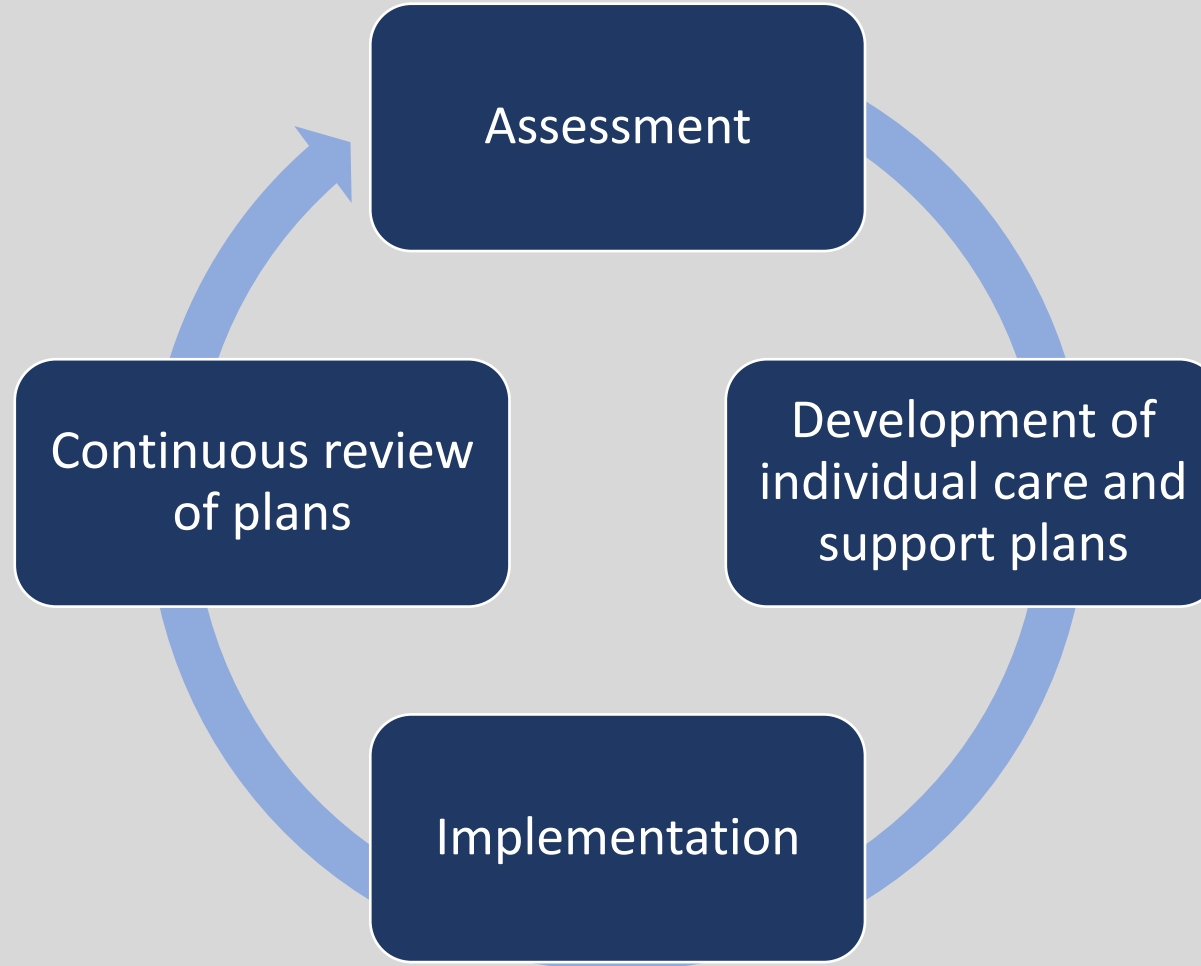 Assessment
Development of
individual care and
support plans
Implementation
Continuous review
of plans